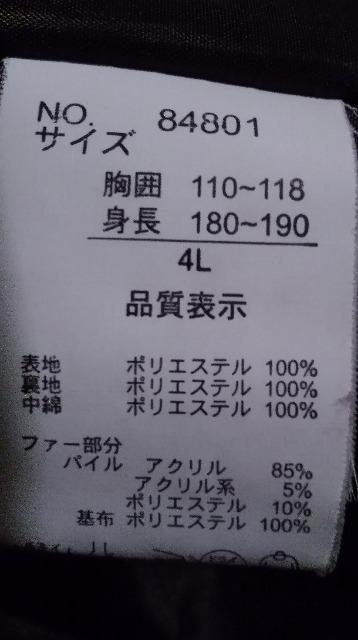 NO. 84801
サイズ
胸囲 110~118
身長 180~190
4L
品質表示
表地 ポリエステル 100%
裏地 ポリエステル 100%
中綿 ポリエステル 100%
ファー部分
パイル アクリル 85%
アクリル系 5%
ポリエステル 10%
基布 ポリエステル 100%